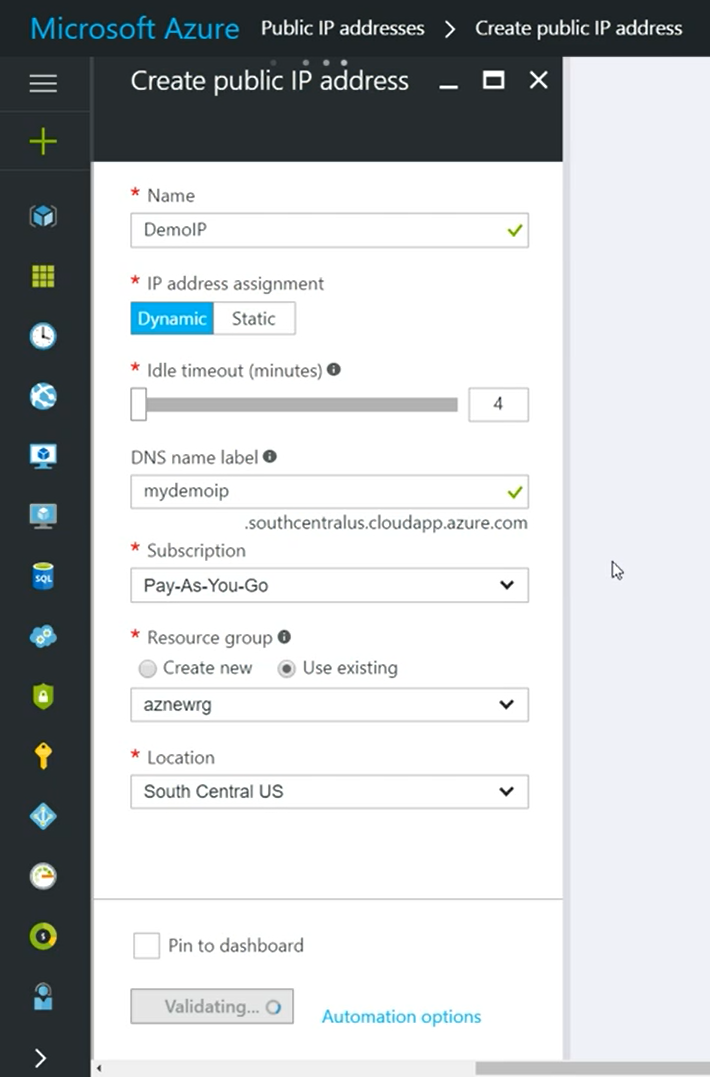 Microsoft Azure Public IP addresses > Create public IP address
Create public IP address
* Name
DemoIP
* IP address assignment
Dynamic Static
* Idle timeout (minutes)
4
DNS name label
mydemoip
.southcentralus.cloudapp.azure.com
* Subscription
Pay-As-You-Go
* Resource group
Create new Use existing
aznewrg
* Location
South Central US
Pin to dashboard
Validating...
Automation options
SQL